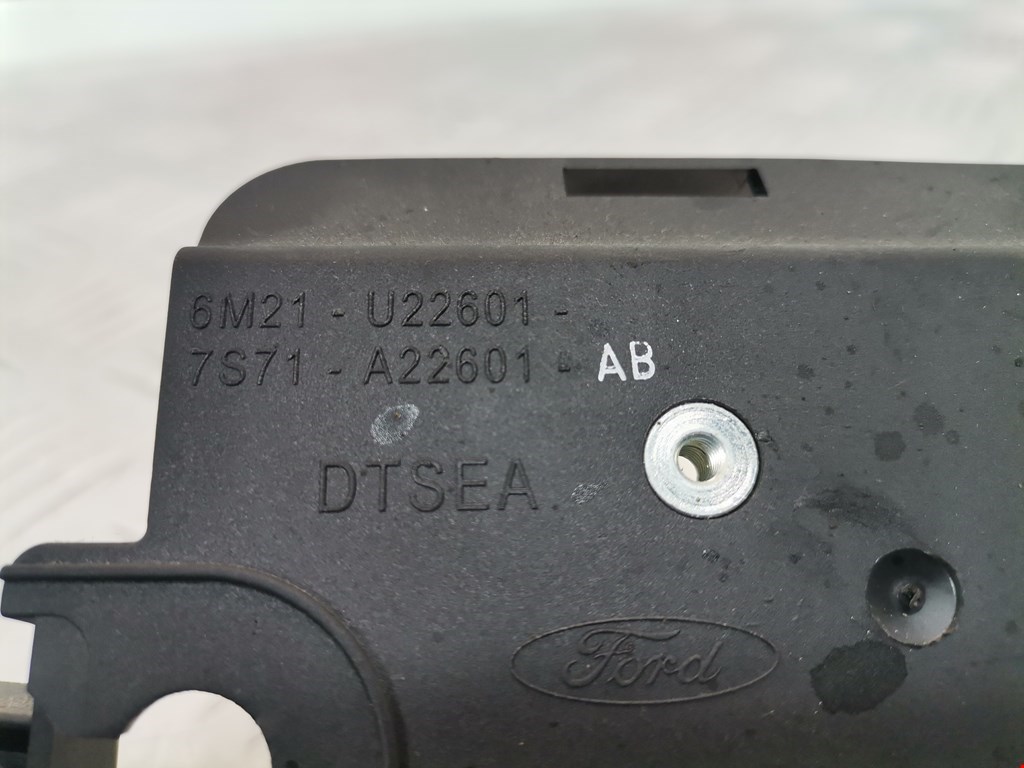 6M21 - U22601 -
7S71 - A22601 - AB
DTSEA
Ford